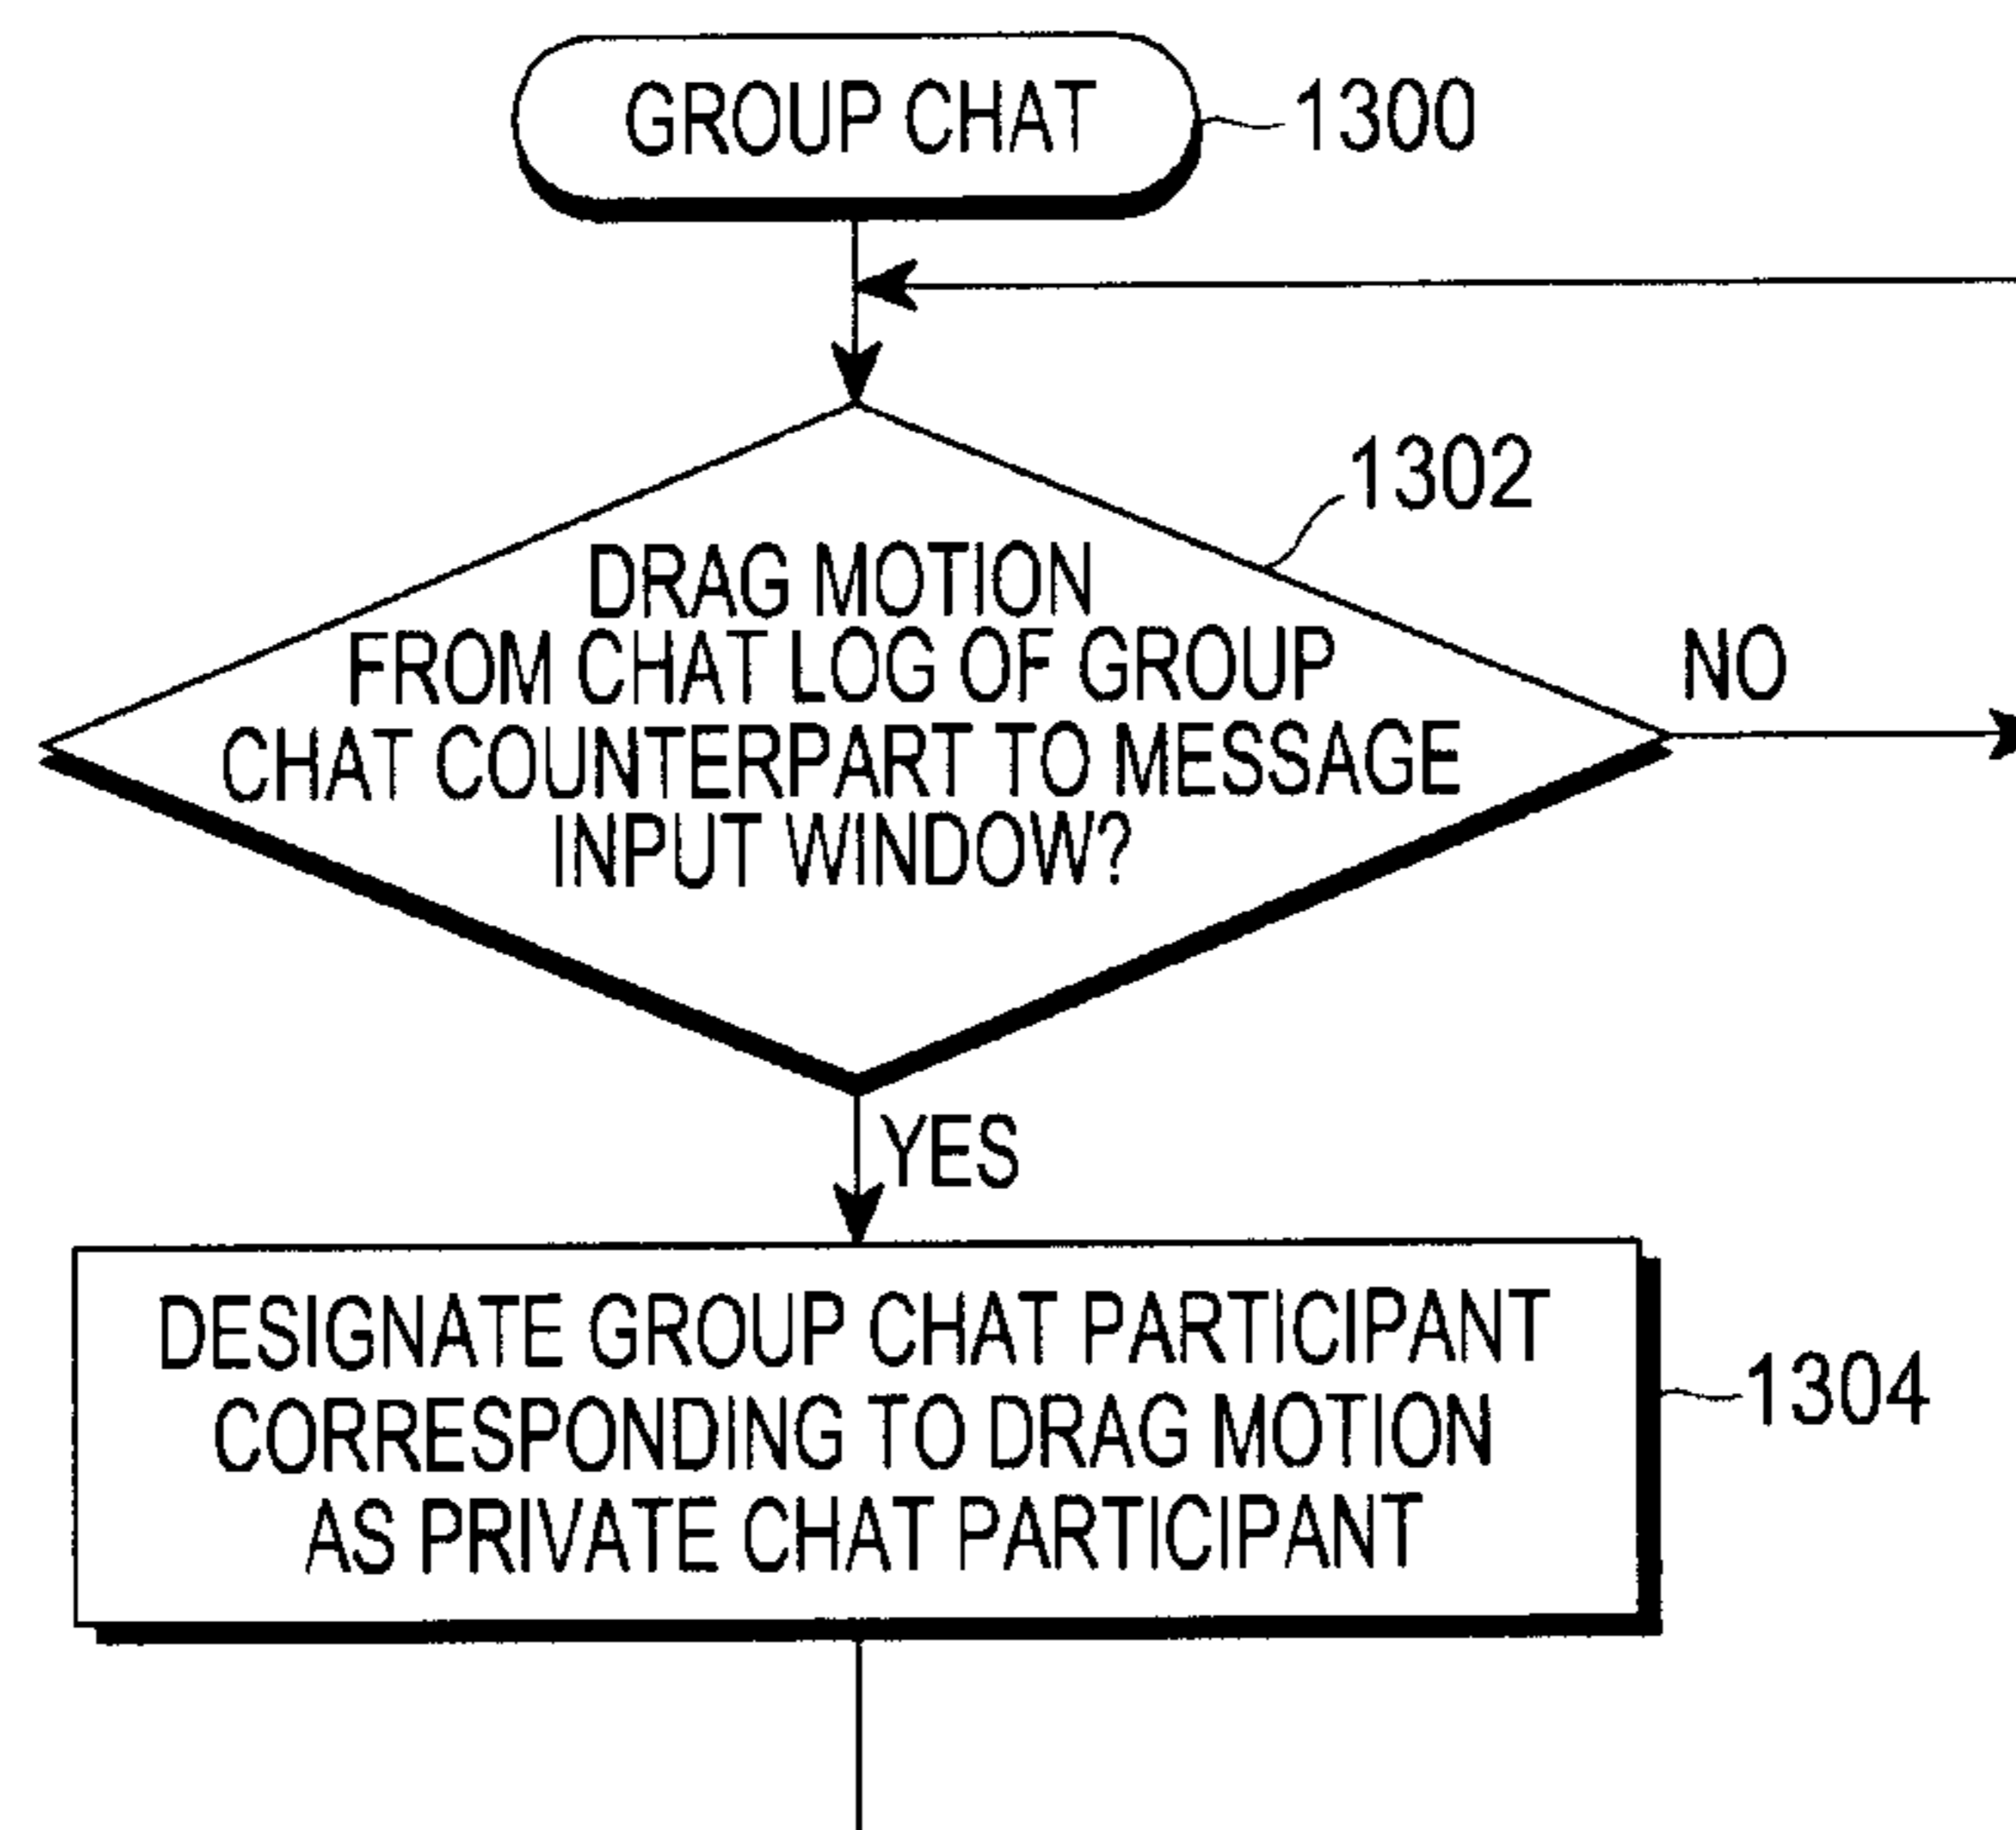 GROUP CHAT
1300
1302
DRAG MOTION
FROM CHAT LOG OF GROUP
CHAT COUNTERPART TO MESSAGE
INPUT WINDOW?
NO
YES
DESIGNATE GROUP CHAT PARTICIPANT
CORRESPONDING TO DRAG MOTION
AS PRIVATE CHAT PARTICIPANT
1304